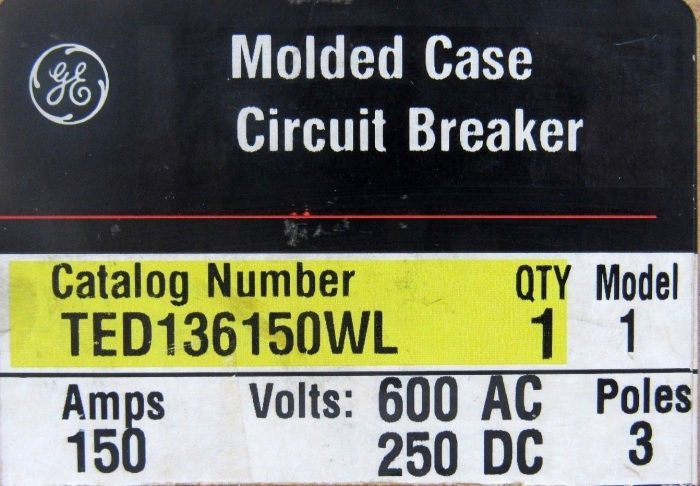 GE
Molded Case
Circuit Breaker
Catalog Number QTY Model
TED136150WL 1 1
Amps Volts: 600 AC Poles
150 250 DC 3